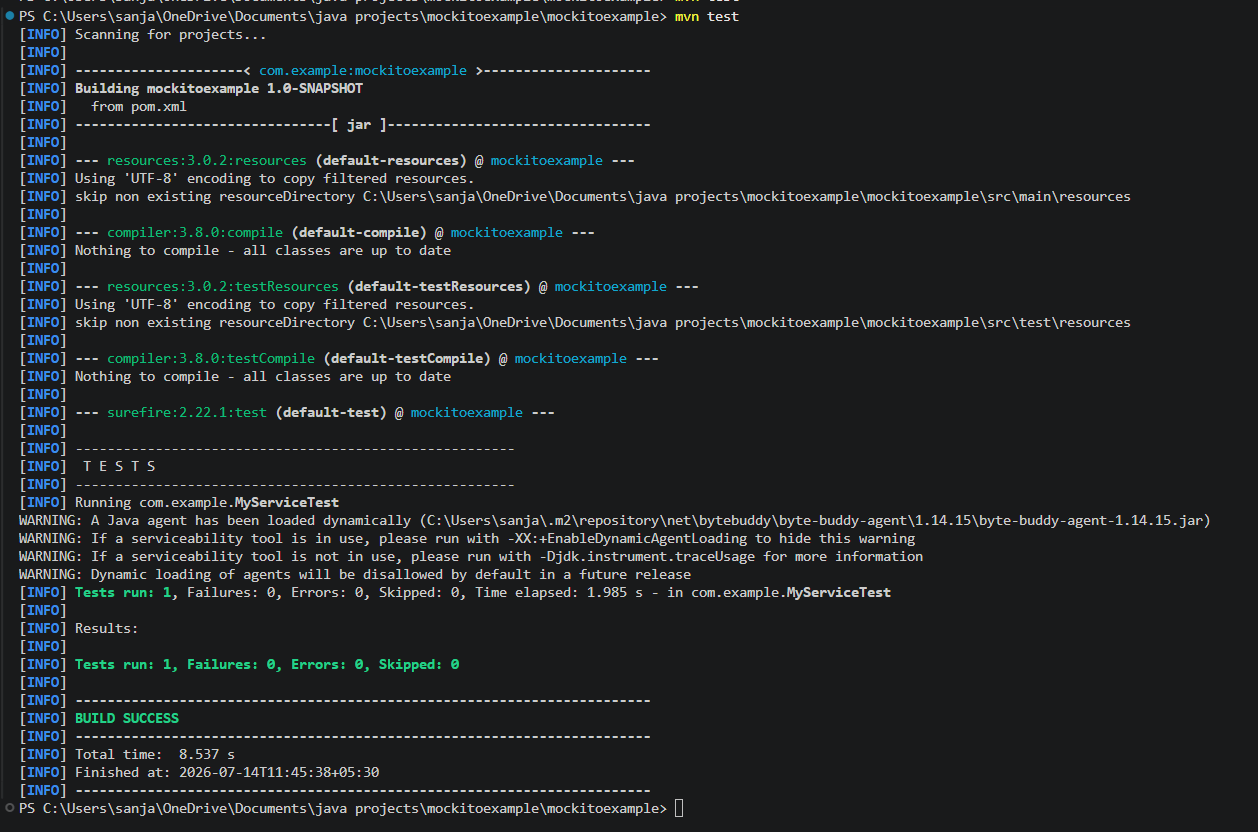 PS C:\Users\sanja\OneDrive\Documents\java projects\mockitoexample\mockitoexample> mvn test
[INFO] Scanning for projects...
[INFO]
[INFO] ---------------------< com.example:mockitoexample >---------------------
[INFO] Building mockitoexample 1.0-SNAPSHOT
[INFO]   from pom.xml
[INFO] --------------------------------[ jar ]---------------------------------
[INFO]
[INFO] --- resources:3.0.2:resources (default-resources) @ mockitoexample ---
[INFO] Using 'UTF-8' encoding to copy filtered resources.
[INFO] skip non existing resourceDirectory C:\Users\sanja\OneDrive\Documents\java projects\mockitoexample\mockitoexample\src\main\resources
[INFO]
[INFO] --- compiler:3.8.0:compile (default-compile) @ mockitoexample ---
[INFO] Nothing to compile - all classes are up to date
[INFO]
[INFO] --- resources:3.0.2:testResources (default-testResources) @ mockitoexample ---
[INFO] Using 'UTF-8' encoding to copy filtered resources.
[INFO] skip non existing resourceDirectory C:\Users\sanja\OneDrive\Documents\java projects\mockitoexample\mockitoexample\src\test\resources
[INFO]
[INFO] --- compiler:3.8.0:testCompile (default-testCompile) @ mockitoexample ---
[INFO] Nothing to compile - all classes are up to date
[INFO]
[INFO] --- surefire:2.22.1:test (default-test) @ mockitoexample ---
[INFO]
[INFO] -------------------------------------------------------
[INFO]  T E S T S
[INFO] -------------------------------------------------------
[INFO] Running com.example.MyServiceTest
WARNING: A Java agent has been loaded dynamically (C:\Users\sanja\.m2\repository\net\bytebuddy\byte-buddy-agent\1.14.15\byte-buddy-agent-1.14.15.jar)
WARNING: If a serviceability tool is in use, please run with -XX:+EnableDynamicAgentLoading to hide this warning
WARNING: If a serviceability tool is not in use, please run with -Djdk.instrument.traceUsage for more information
WARNING: Dynamic loading of agents will be disallowed by default in a future release
[INFO] Tests run: 1, Failures: 0, Errors: 0, Skipped: 0, Time elapsed: 1.985 s - in com.example.MyServiceTest
[INFO]
[INFO] Results:
[INFO]
[INFO] Tests run: 1, Failures: 0, Errors: 0, Skipped: 0
[INFO]
[INFO] ------------------------------------------------------------------------
[INFO] BUILD SUCCESS
[INFO] ------------------------------------------------------------------------
[INFO] Total time:  8.537 s
[INFO] Finished at: 2026-07-14T11:45:38+05:30
[INFO] ------------------------------------------------------------------------
PS C:\Users\sanja\OneDrive\Documents\java projects\mockitoexample\mockitoexample>